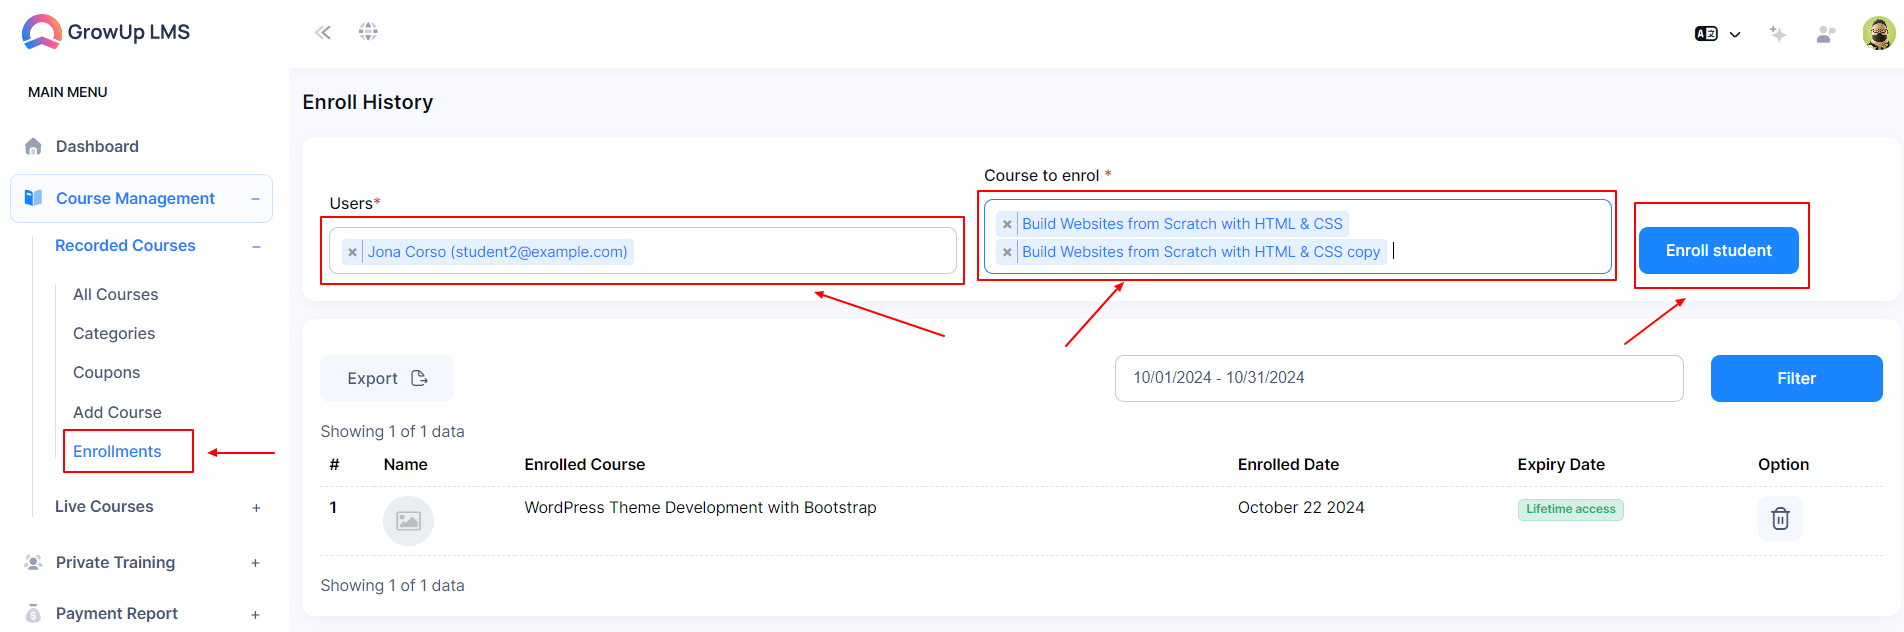 GrowUp LMS
MAIN MENU
Dashboard
Course Management −
Recorded Courses −
All Courses
Categories
Coupons
Add Course
Enrollments
Live Courses +
Private Training +
Payment Report +
Enroll History
Users*
× Jona Corso (student2@example.com)
Course to enrol *
× Build Websites from Scratch with HTML & CSS
× Build Websites from Scratch with HTML & CSS copy
Enroll student
Export
10/01/2024 - 10/31/2024
Filter
Showing 1 of 1 data
# Name Enrolled Course Enrolled Date Expiry Date Option
1 WordPress Theme Development with Bootstrap October 22 2024 Lifetime access
Showing 1 of 1 data